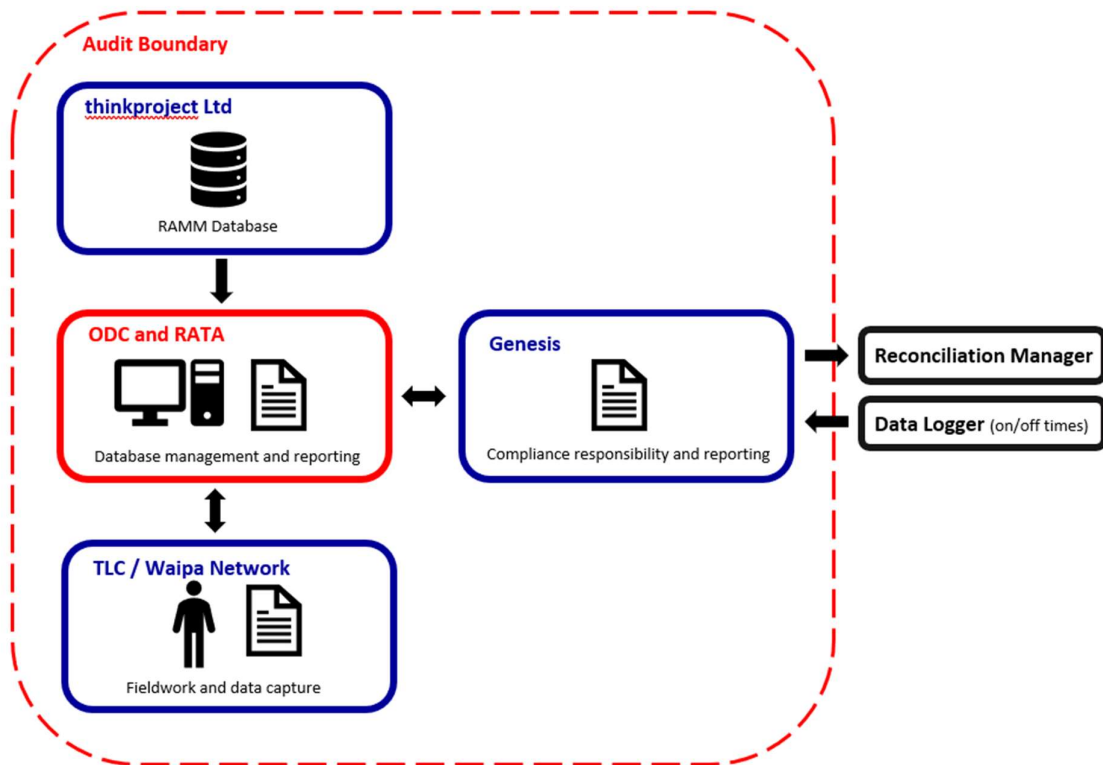 Audit Boundary
thinkproject Ltd
RAMM Database
ODC and RATA
Database management and reporting
Genesis
Compliance responsibility and reporting
Reconciliation Manager
Data Logger (on/off times)
TLC / Waipa Network
Fieldwork and data capture